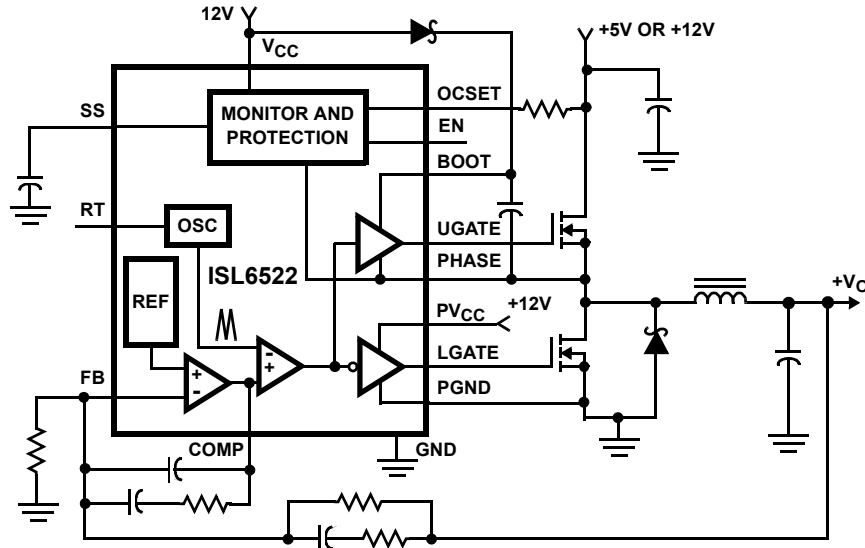 12V
VCC
+5V OR +12V
SS
MONITOR AND
PROTECTION
OCSET
EN
BOOT
RT
OSC
UGATE
PHASE
ISL6522
REF
+VO
PVCC
+12V
LGATE
PGND
FB
+
-
-
+
COMP
GND